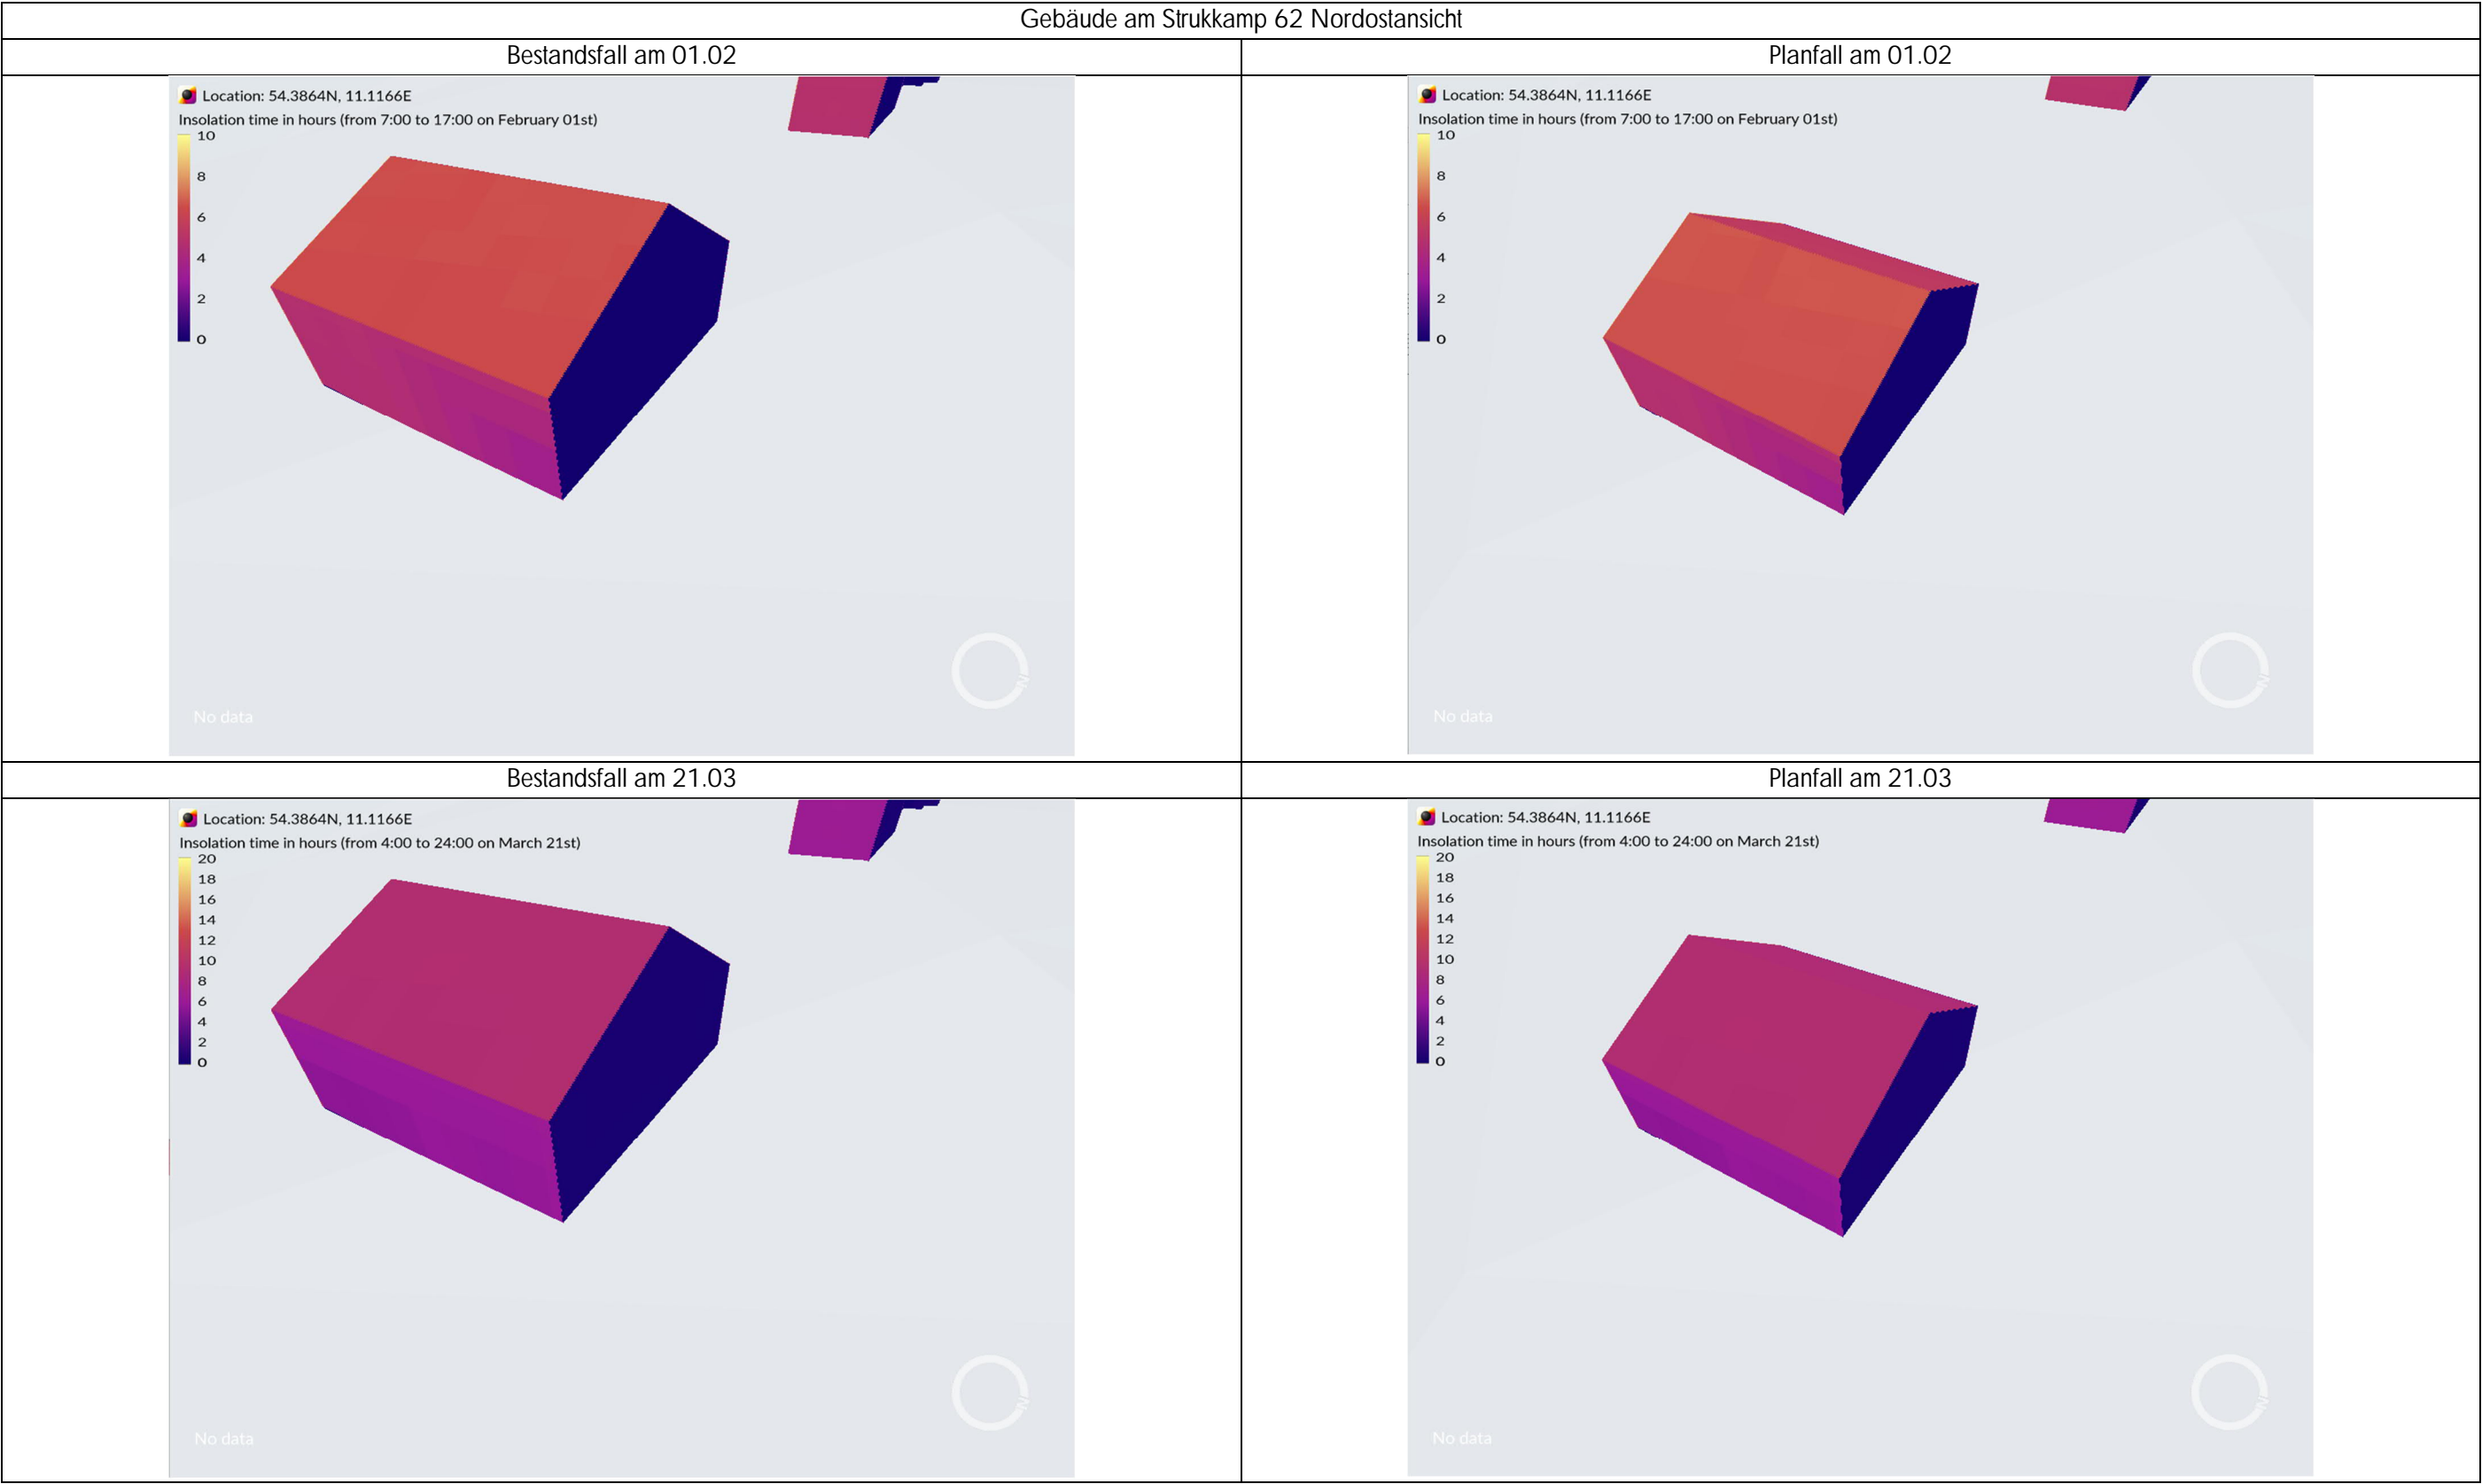 Gebäude am Strukkamp 62 Nordostansicht
Bestandsfall am 01.02
Planfall am 01.02
Location: 54.3864N, 11.1166E
Insolation time in hours (from 7:00 to 17:00 on February 01st)
10
8
6
4
2
0
N
No data
Location: 54.3864N, 11.1166E
Insolation time in hours (from 7:00 to 17:00 on February 01st)
10
8
6
4
2
0
N
No data
Bestandsfall am 21.03
Planfall am 21.03
Location: 54.3864N, 11.1166E
Insolation time in hours (from 4:00 to 24:00 on March 21st)
20
18
16
14
12
10
8
6
4
2
0
N
No data
Location: 54.3864N, 11.1166E
Insolation time in hours (from 4:00 to 24:00 on March 21st)
20
18
16
14
12
10
8
6
4
2
0
N
No data